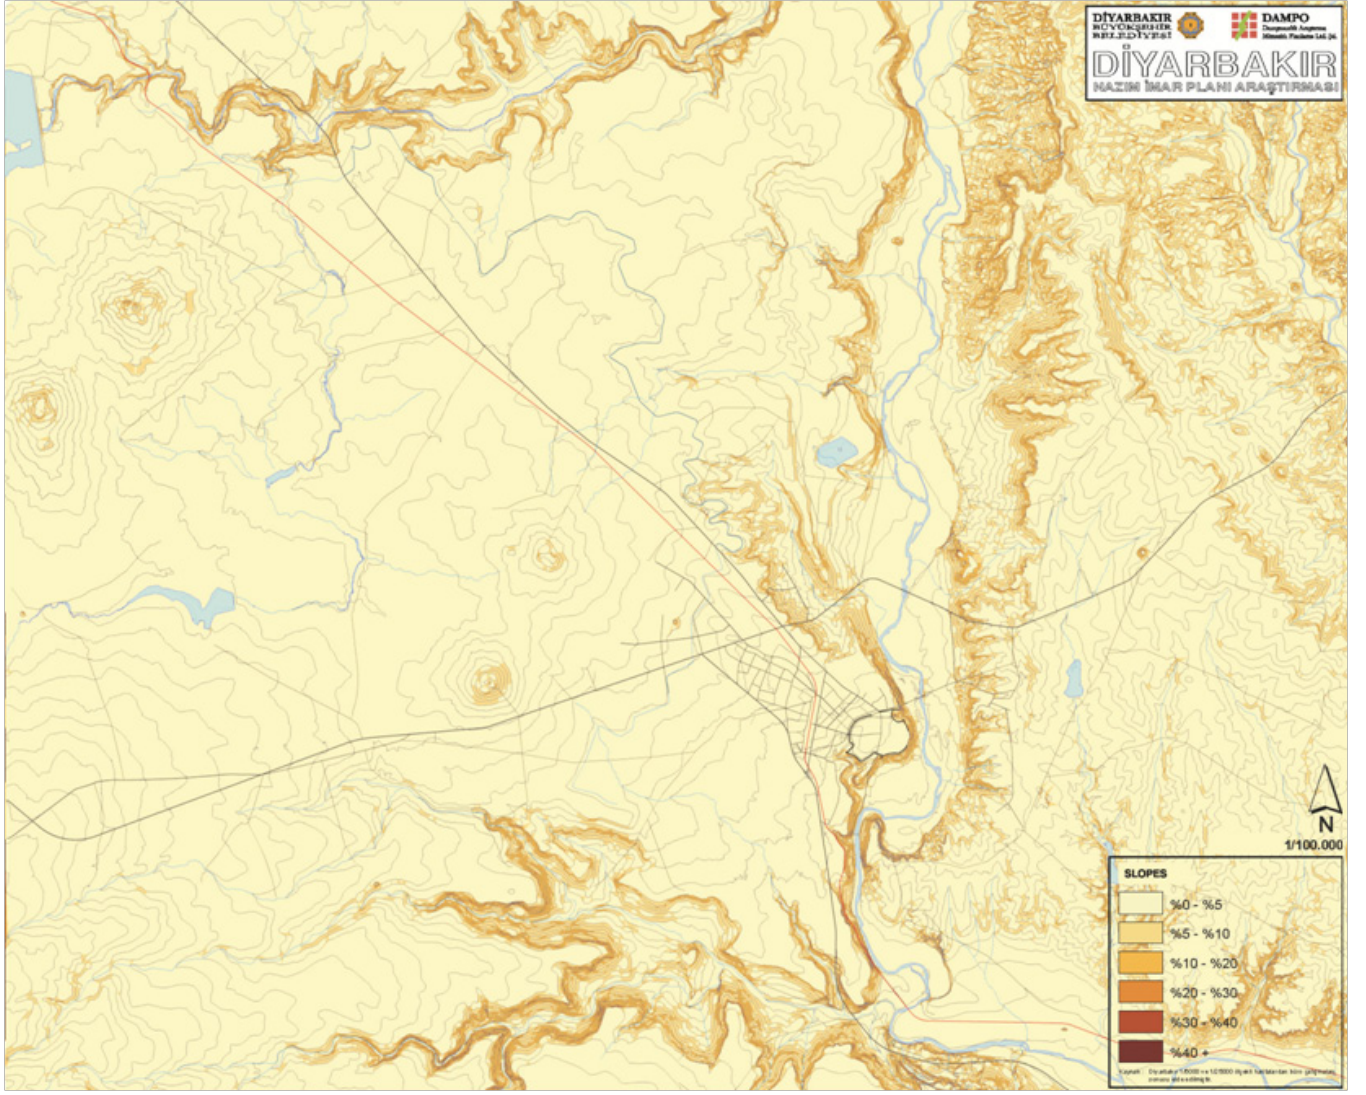 DİYARBAKIR
BÜYÜKŞEHİR
BELEDİYESİ
DAMPO
DİYARBAKIR
NAZIM İMAR PLANI ARAŞTIRMASI
N
1/100.000
SLOPES
%0 - %5
%5 - %10
%10 - %20
%20 - %30
%30 - %40
%40 +